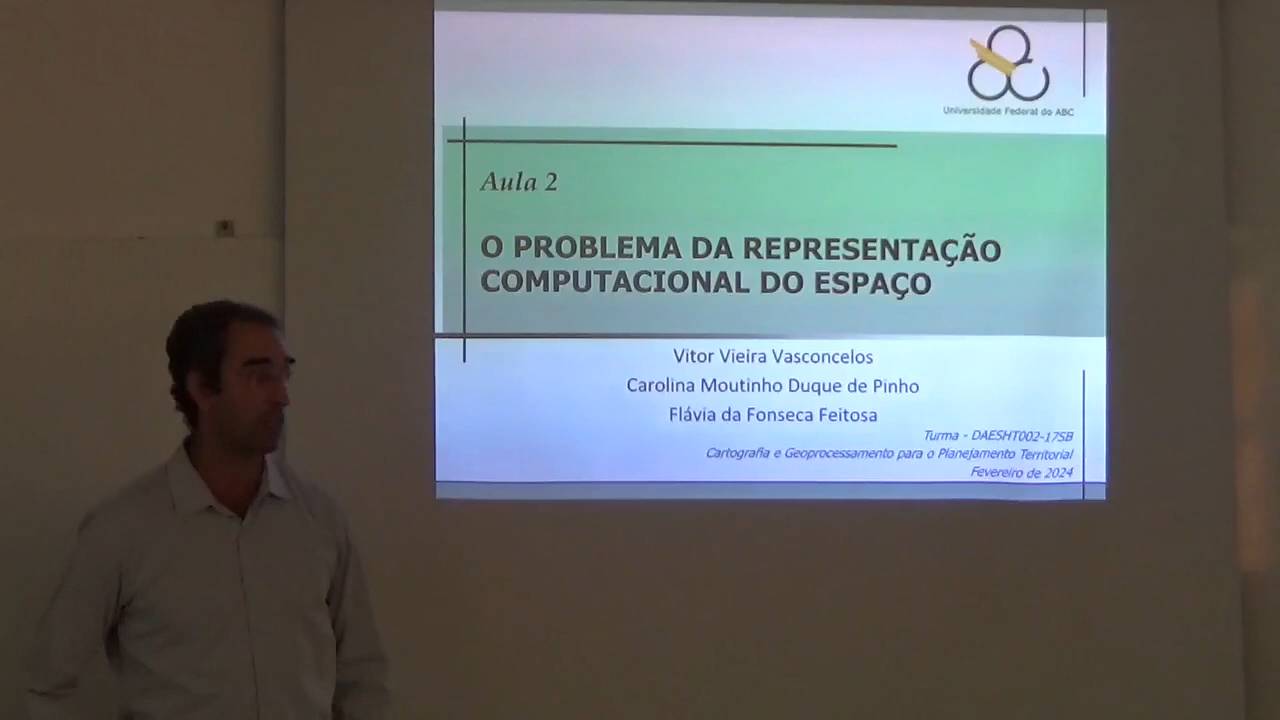 Universidade Federal do ABC
Aula 2
O PROBLEMA DA REPRESENTAÇÃO
COMPUTACIONAL DO ESPAÇO
Vitor Vieira Vasconcelos
Carolina Moutinho Duque de Pinho
Flávia da Fonseca Feitosa
Turma - DAESHT002-17SB
Cartografia e Geoprocessamento para o Planejamento Territorial
Fevereiro de 2024